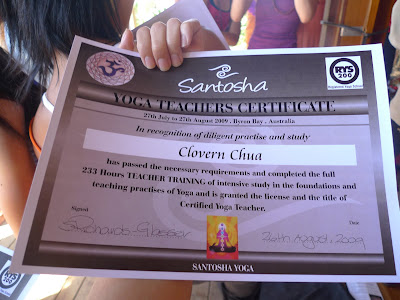 Santosha
RYS
200
Registered Yoga School
YOGA TEACHERS CERTIFICATE
27th July to 27th August 2009 . Byron Bay . Australia
In recognition of diligent practise and study
Clovern Chua
has passed the necessary requirements and completed the full
233 Hours TEACHER TRAINING of intensive study in the foundations and
teaching practises of Yoga and is granted the license and the title of
Certified Yoga Teacher.
Signed
Date
26th August, 2009
SANTOSHA YOGA